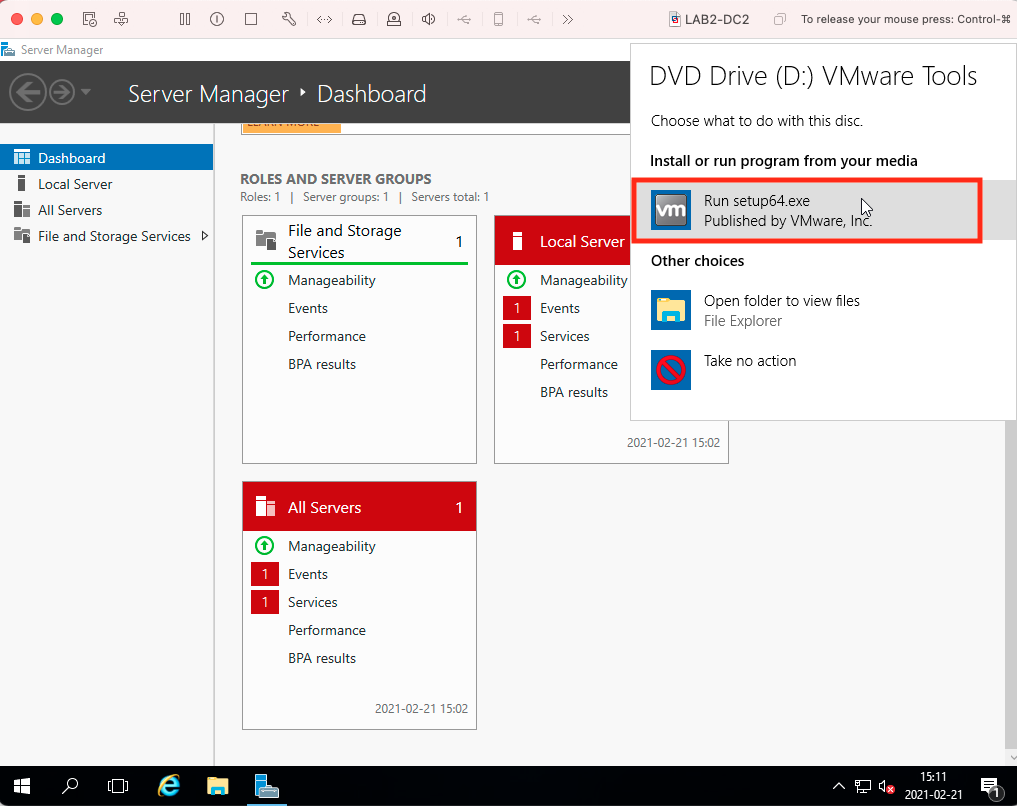 LAB2-DC2
To release your mouse press: Control-⌘
Server Manager
Server Manager • Dashboard
DVD Drive (D:) VMware Tools
Choose what to do with this disc.
Install or run program from your media
vm
Run setup64.exe
Published by VMware, Inc.
Other choices
Open folder to view files
File Explorer
Take no action
Dashboard
Local Server
All Servers
File and Storage Services
LEARN MORE
ROLES AND SERVER GROUPS
Roles: 1 | Server groups: 1 | Servers total: 1
File and Storage
Services
1
Manageability
Events
Performance
BPA results
Local Server
Manageability
1 Events
1 Services
Performance
BPA results
2021-02-21 15:02
All Servers 1
Manageability
1 Events
1 Services
Performance
BPA results
2021-02-21 15:02
15:11
2021-02-21
1